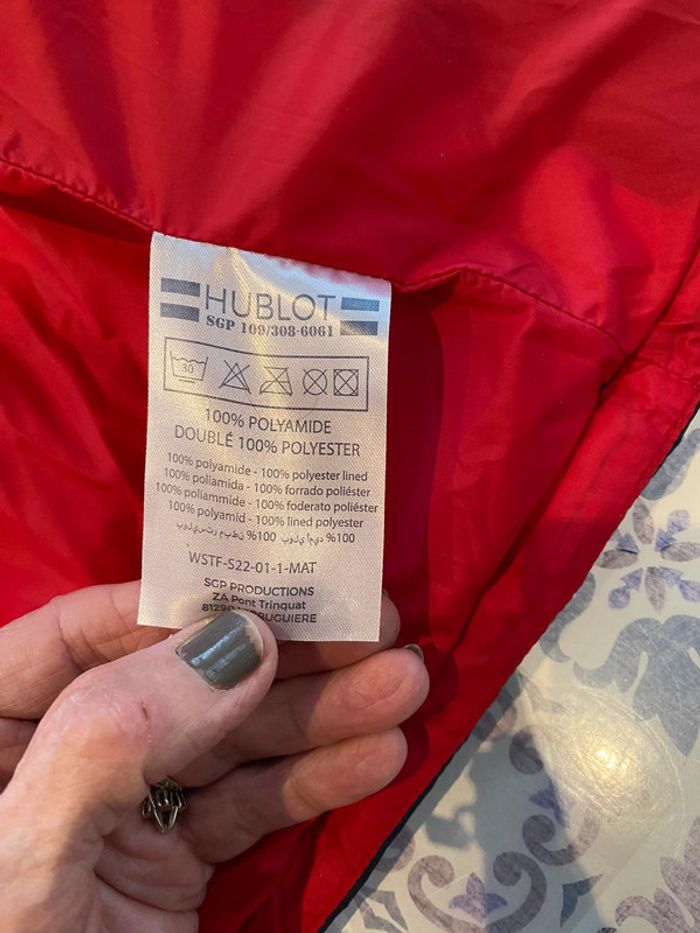 HUBLOT
SGP 109/308-6061
30
100% POLYAMIDE
DOUBLÉ 100% POLYESTER
100% polyamide - 100% polyester lined
100% poliamida - 100% forrado poliéster
100% poliammide - 100% foderato poliéster
100% polyamid - 100% lined polyester
WSTF-S22-01-1-MAT
SGP PRODUCTIONS
ZA Pont Trinquat